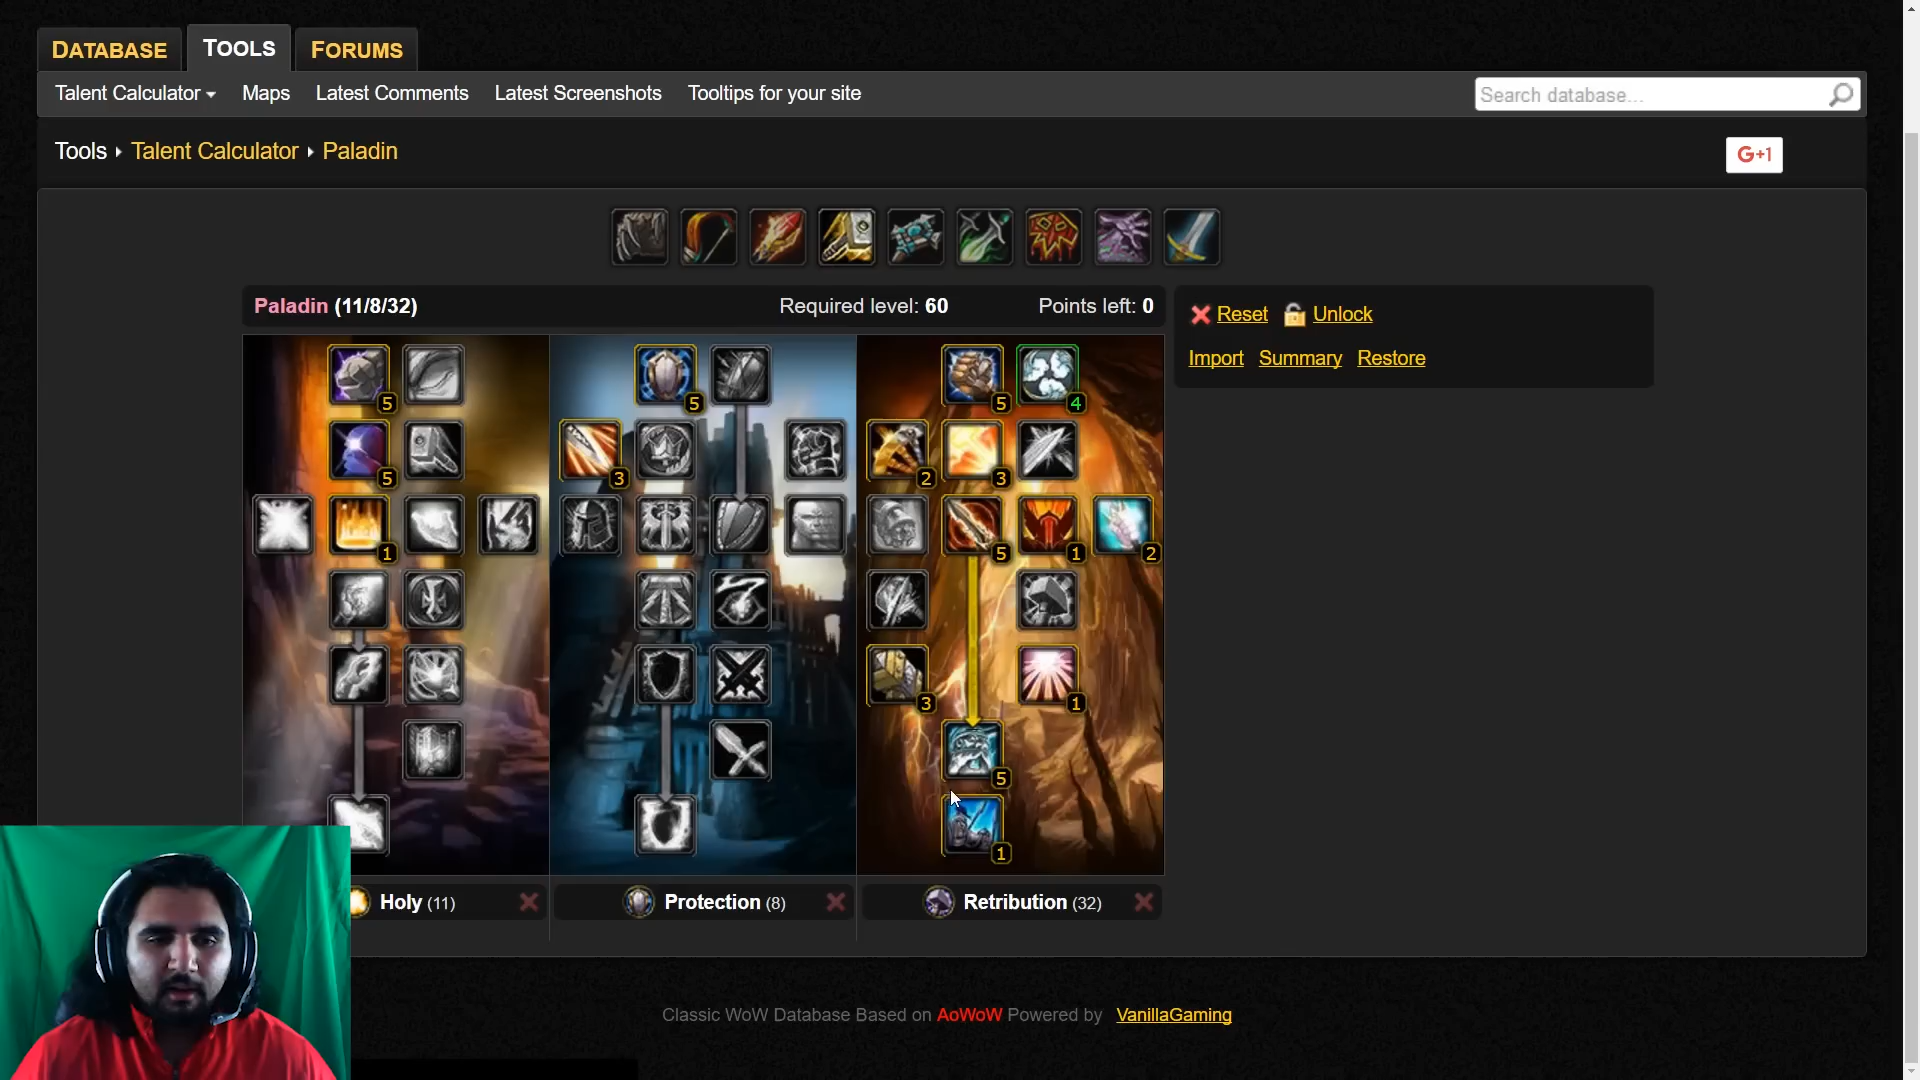 DATABASE TOOLS FORUMS
Talent Calculator Maps Latest Comments Latest Screenshots Tooltips for your site Search database...
Tools Talent Calculator Paladin G+1
Paladin (11/8/32) Required level: 60 Points left: 0
Reset Unlock
Import Summary Restore
5 5 5 4
5 3 2 3
1 5 1 2
3 1
5
1
Holy (11) Protection (8) Retribution (32)
Classic WoW Database Based on AoWoW Powered by VanillaGaming